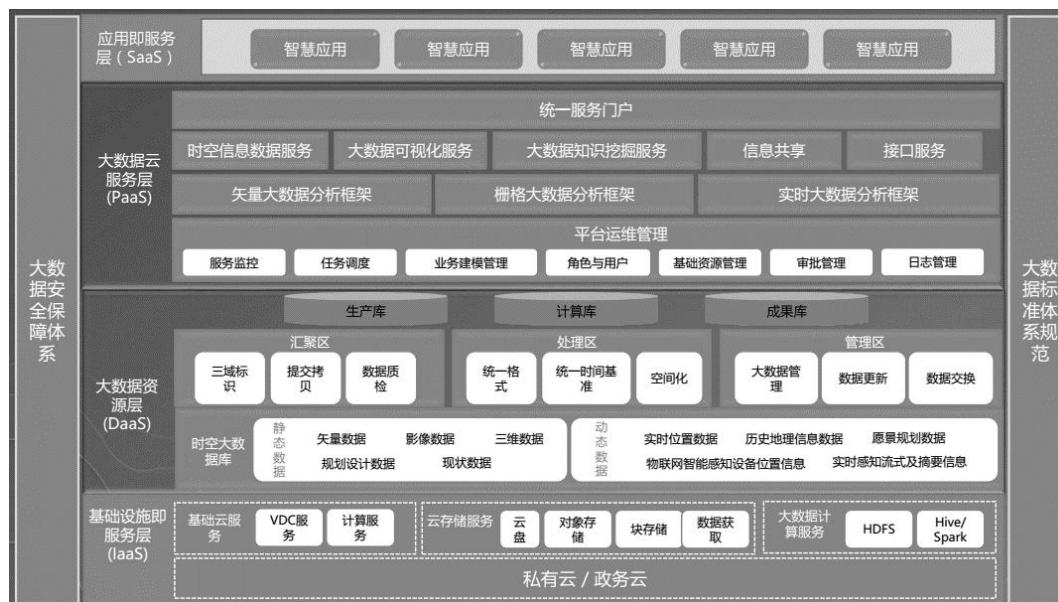 应用即服务
层（SaaS）
智慧应用
智慧应用
智慧应用
智慧应用
智慧应用
大数据云
服务层
(PaaS)
统一服务门户
时空信息数据服务
大数据可视化服务
大数据知识挖掘服务
信息共享
接口服务
矢量大数据分析框架
栅格大数据分析框架
实时大数据分析框架
平台运维管理
服务监控
任务调度
业务建模管理
角色与用户
基础资源管理
审批管理
日志管理
大数
据安
全保
障体
系
大数
据标
准体
系规
范
大数据资
源层
(DaaS)
生产库
计算库
成果库
汇聚区
三域标
识
提交拷
贝
数据质
检
处理区
统一格
式
统一时间基
准
空间化
管理区
大数据管
理
数据更新
数据交换
时空大数
据库
静
态
数
据
矢量数据
影像数据
三维数据
规划设计数据
现状数据
动
态
数
据
实时位置数据
历史地理信息数据
愿景规划数据
物联网智能感知设备位置信息
实时感知流式及摘要信息
基础设施即
服务层
(IaaS)
基础云服
务
VDC服
务
计算服
务
云存储服务
云
盘
对象存
储
块存储
数据获
取
大数据计
算服务
HDFS
Hive/
Spark
私有云 / 政务云